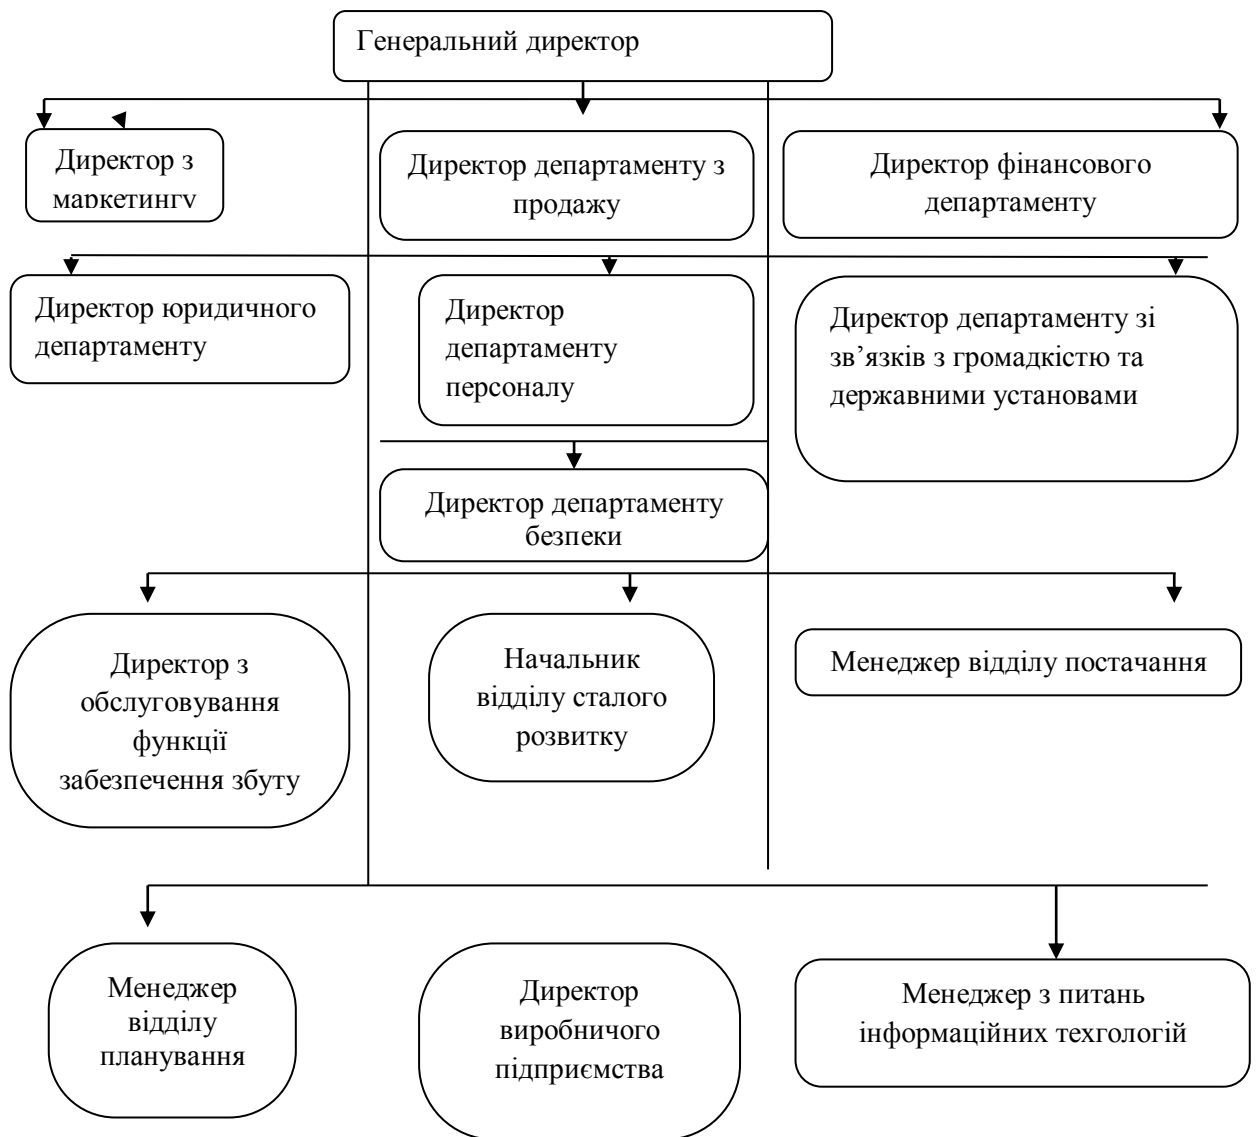 Генеральний директор
Директор з
маркетингу
Директор департаменту з
продажу
Директор фінансового
департаменту
Директор юридичного
департаменту
Директор
департаменту
персоналу
Директор департаменту зі
зв’язків з громадкістю та
державними установами
Директор департаменту
безпеки
Директор з
обслуговування
функції
забезпечення збуту
Начальник
відділу сталого
розвитку
Менеджер відділу постачання
Менеджер
відділу
планування
Директор
виробничого
підприємства
Менеджер з питань
інформаційних техгологій